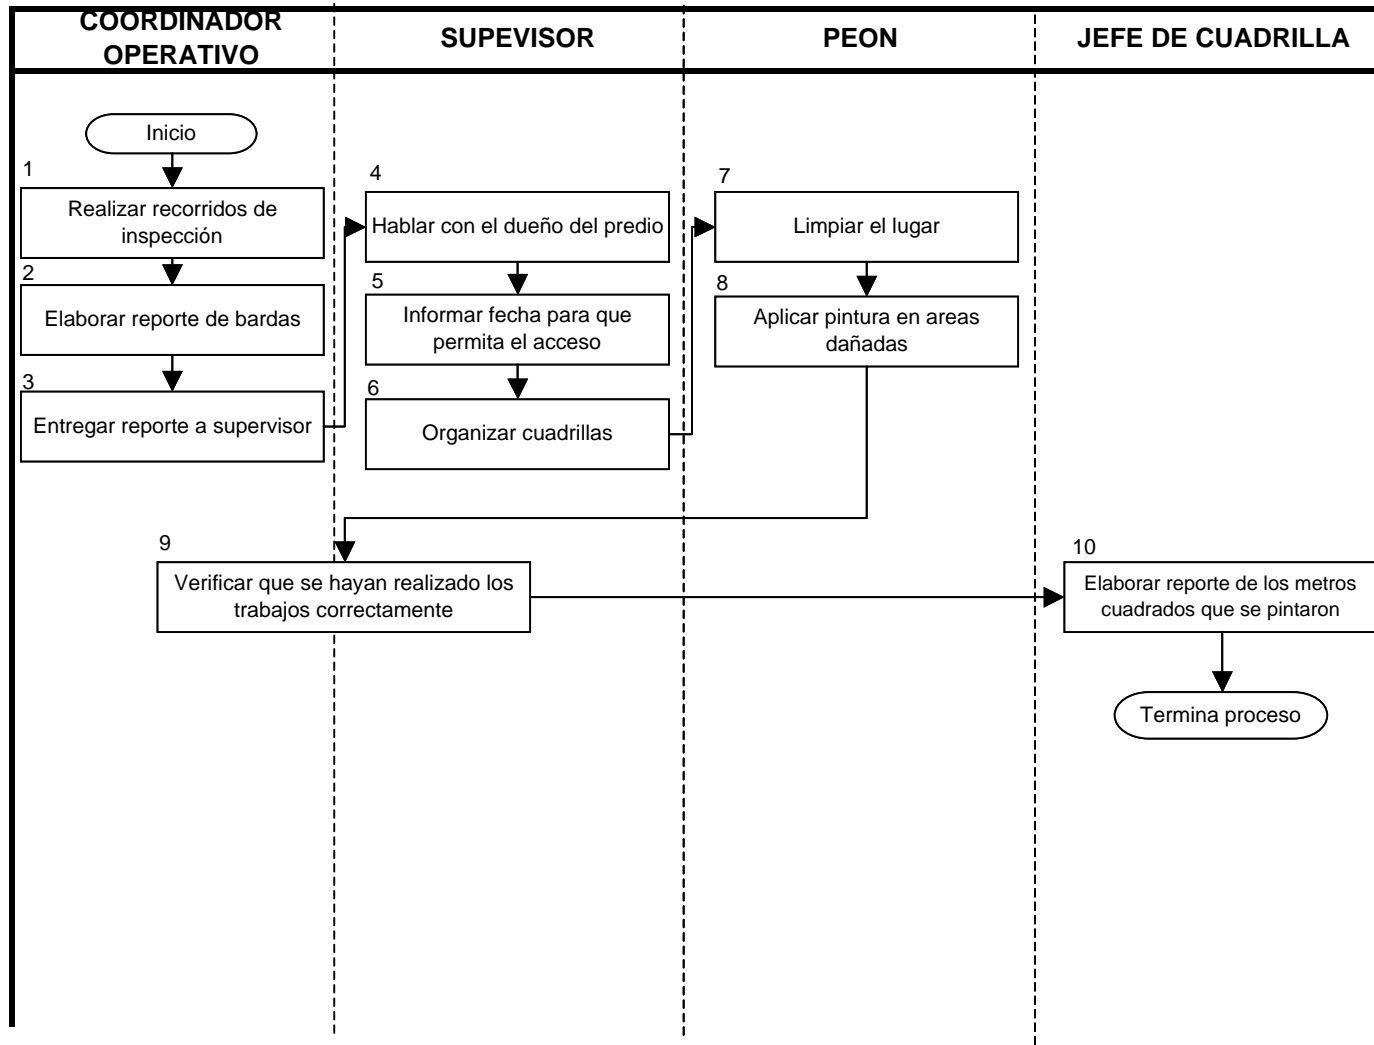 COORDINADOR
OPERATIVO
SUPEVISOR
PEON
JEFE DE CUADRILLA
Inicio
1
Realizar recorridos de
inspección
2
Elaborar reporte de bardas
3
Entregar reporte a supervisor
4
Hablar con el dueño del predio
5
Informar fecha para que
permita el acceso
6
Organizar cuadrillas
7
Limpiar el lugar
8
Aplicar pintura en areas
dañadas
9
Verificar que se hayan realizado los
trabajos correctamente
10
Elaborar reporte de los metros
cuadrados que se pintaron
Termina proceso